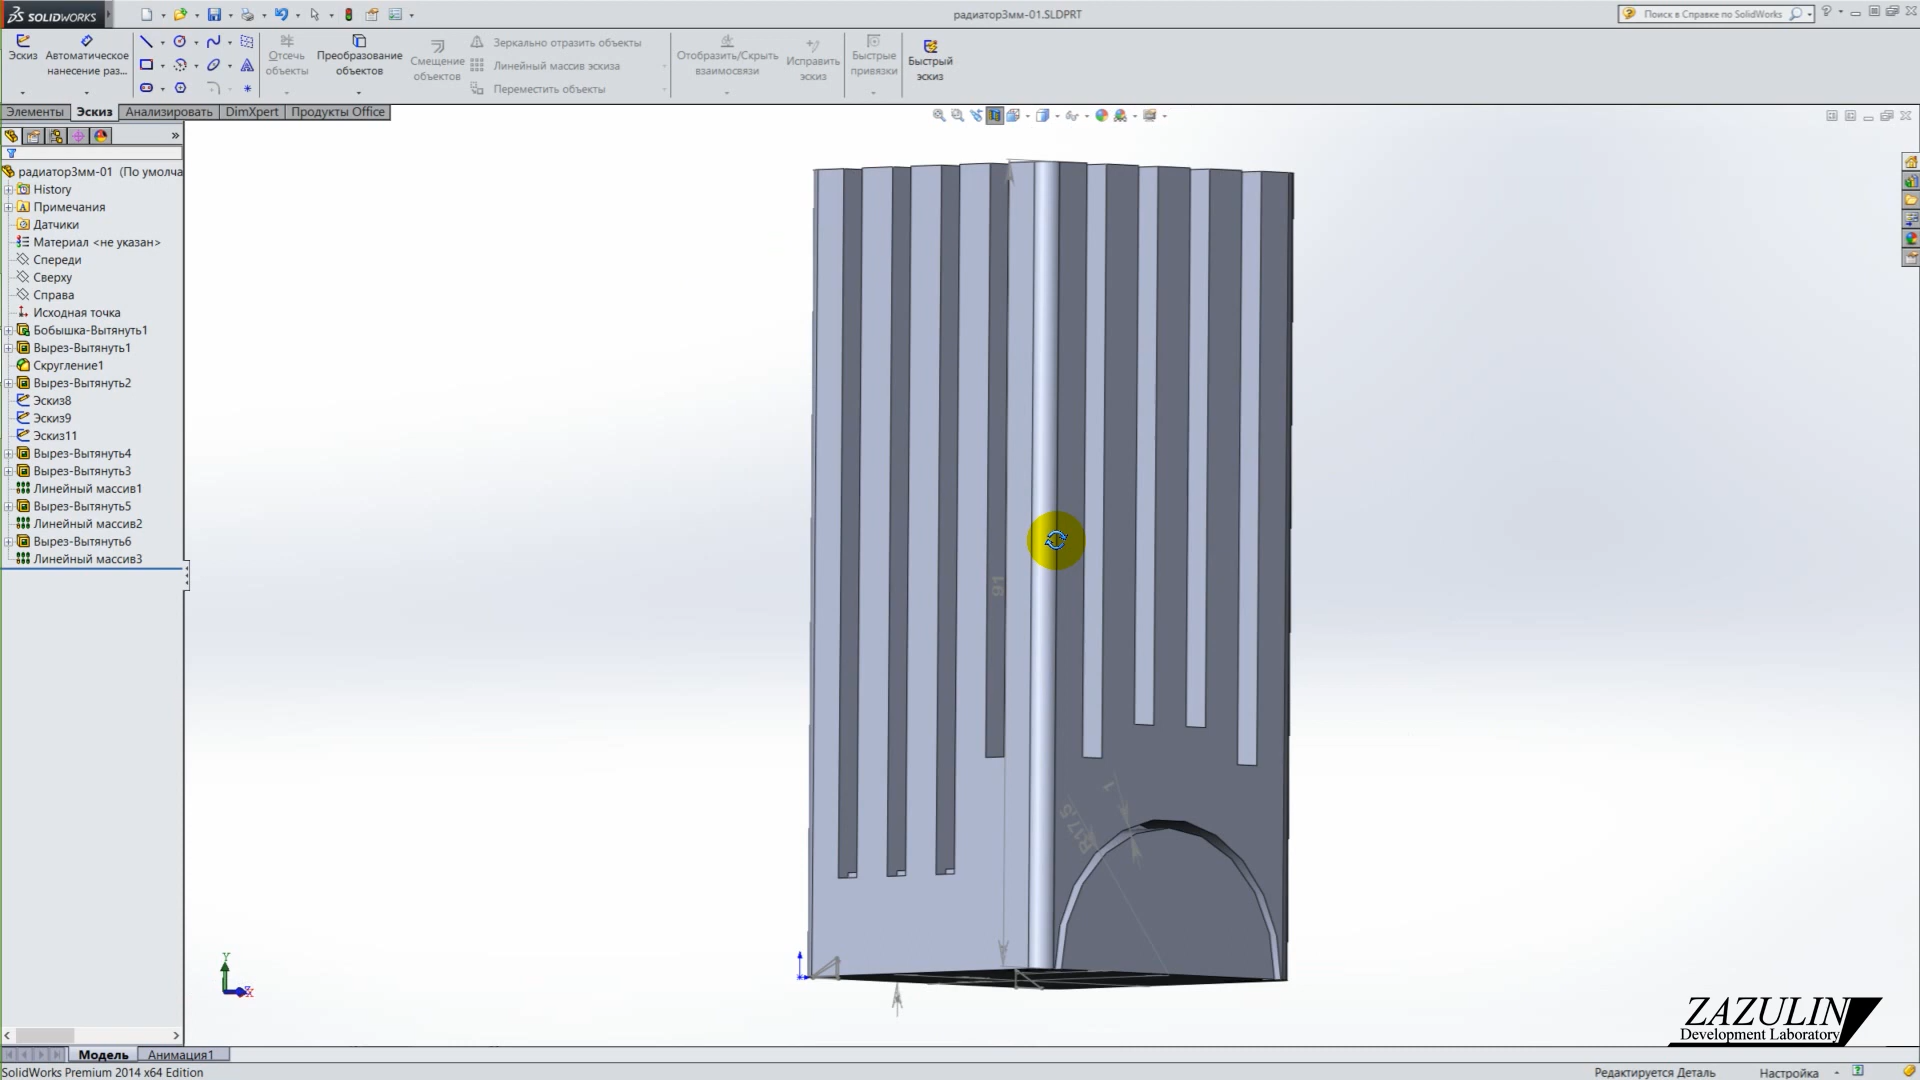 SOLIDWORKS
радиатор3мм-01.SLDPRT
Поиск в Справке по SolidWorks
Эскиз
Автоматическое нанесение раз...
Отсечь объекты
Преобразование объектов
Смещение объектов
Зеркально отразить объекты
Линейный массив эскиза
Переместить объекты
Отобразить/Скрыть взаимосвязи
Исправить эскиз
Быстрые привязки
Быстрый эскиз
Элементы
Эскиз
Анализировать
DimXpert
Продукты Office
радиатор3мм-01 (По умолча
History
Примечания
Датчики
Материал <не указан>
Спереди
Сверху
Справа
Исходная точка
Бобышка-Вытянуть1
Вырез-Вытянуть1
Скругление1
Вырез-Вытянуть2
Эскиз8
Эскиз9
Эскиз11
Вырез-Вытянуть4
Вырез-Вытянуть3
Линейный массив1
Вырез-Вытянуть5
Линейный массив2
Вырез-Вытянуть6
Линейный массив3
91
1
R17,5
Y
ZAZULIN
Development Laboratory
Модель
Анимация1
SolidWorks Premium 2014 x64 Edition
Редактируется Деталь
Настройка